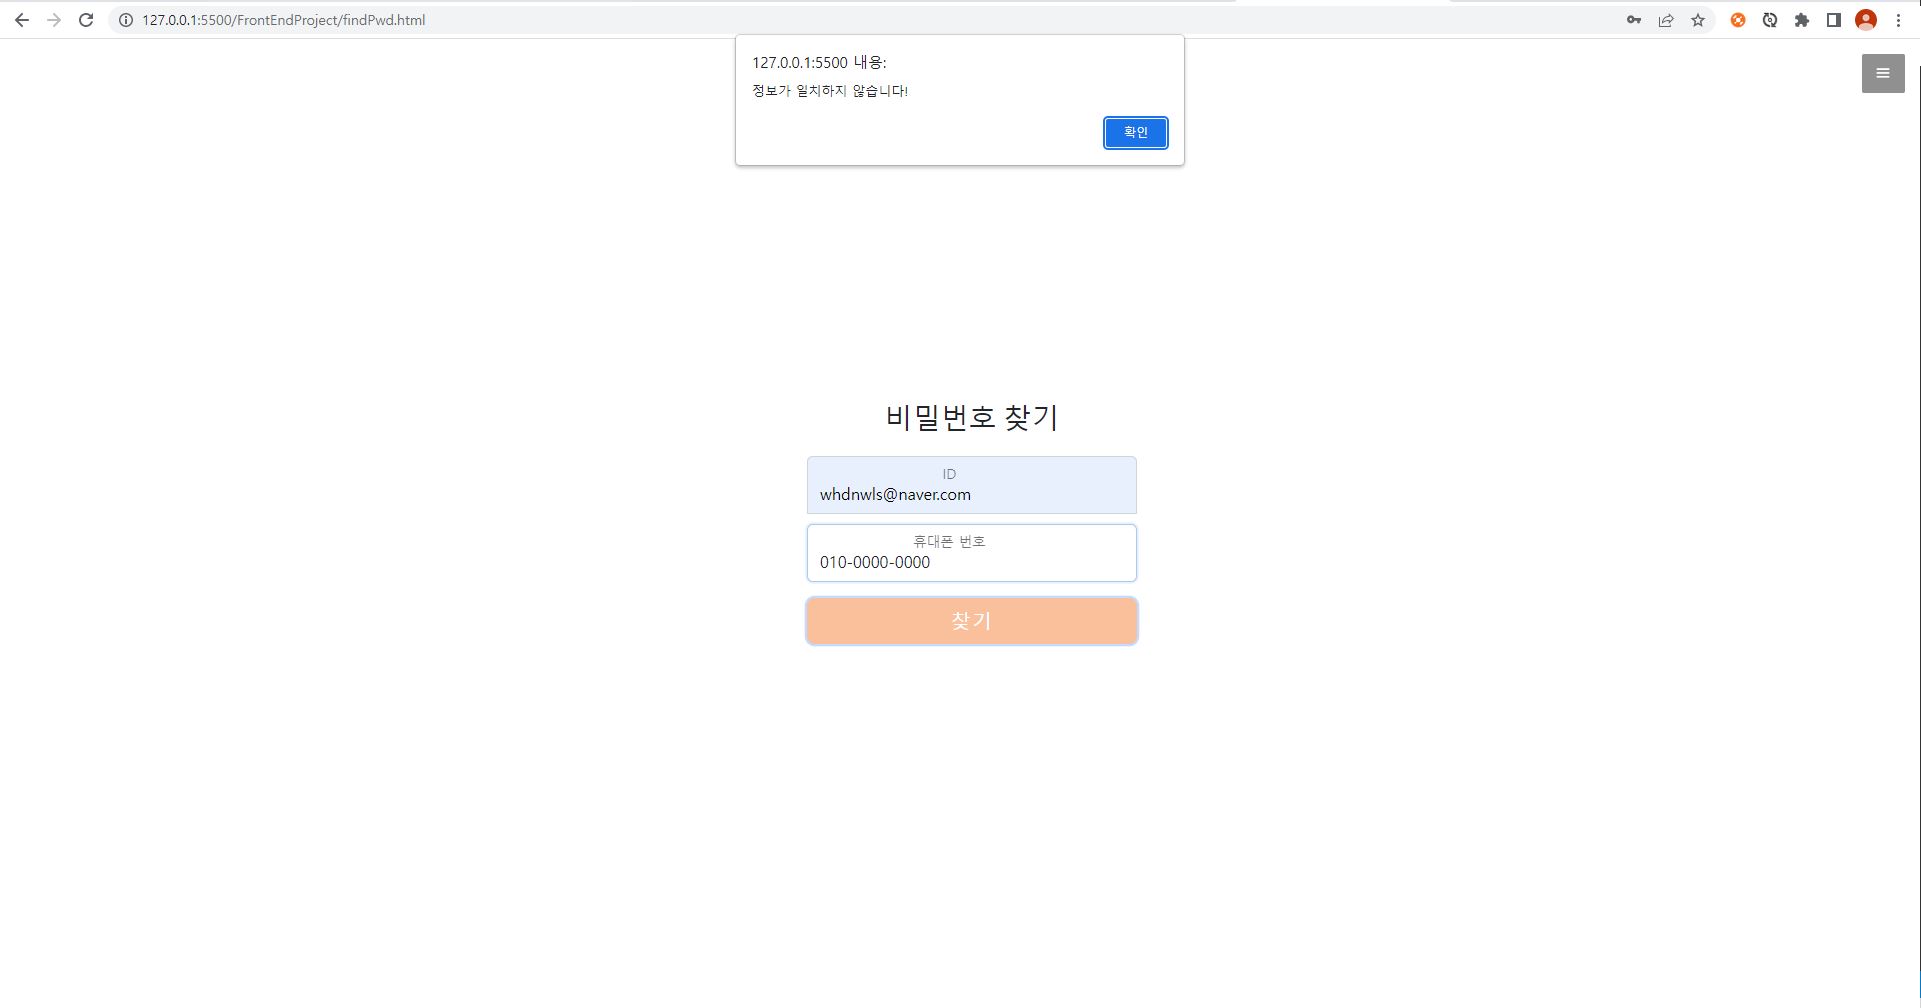 127.0.0.1:5500/FrontEndProject/findPwd.html
127.0.0.1:5500 내용:
정보가 일치하지 않습니다!
확인
비밀번호 찾기
ID
whdnwls@naver.com
휴대폰 번호
010-0000-0000
찾기